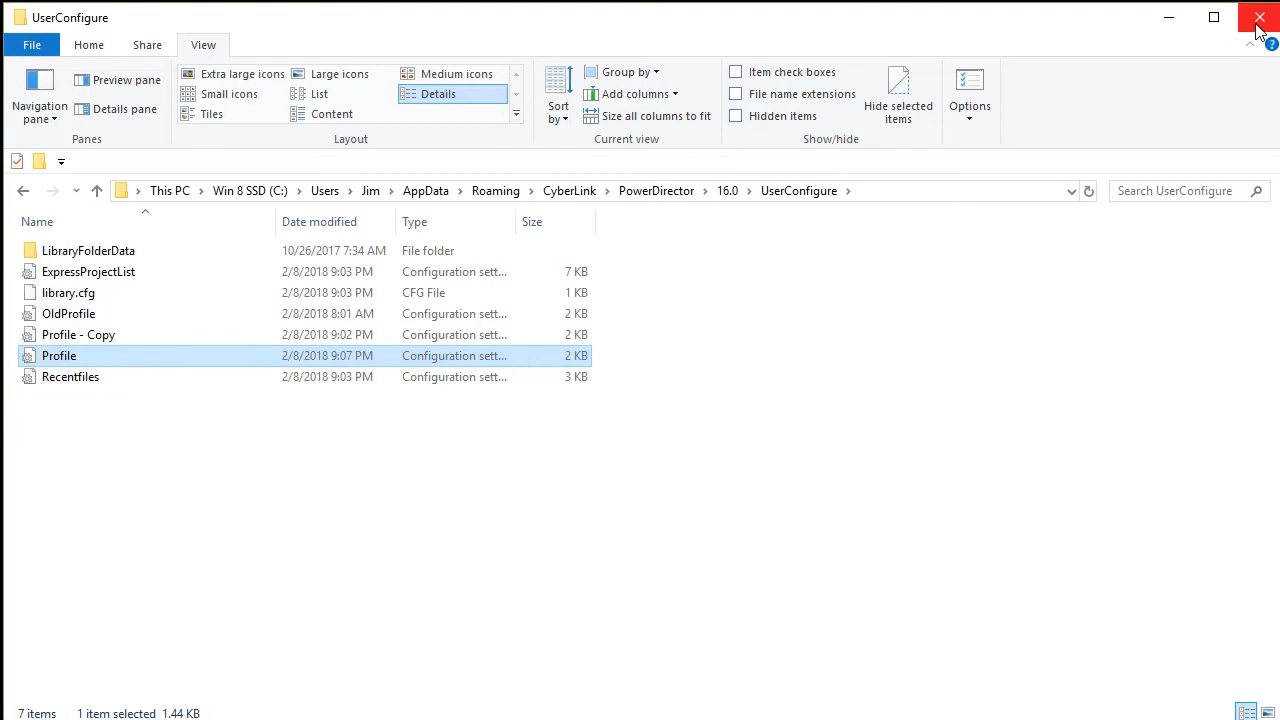 UserConfigure
File Home Share View
Navigation pane
Preview pane
Details pane
Panes
Extra large icons Large icons Medium icons
Small icons List Details
Tiles Content
Layout
Sort by
Group by
Add columns
Size all columns to fit
Current view
Item check boxes
File name extensions
Hidden items
Hide selected items
Show/hide
Options
This PC Win 8 SSD (C:) Users Jim AppData Roaming CyberLink PowerDirector 16.0 UserConfigure
Search UserConfigure
Name Date modified Type Size
LibraryFolderData 10/26/2017 7:34 AM File folder
ExpressProjectList 2/8/2018 9:03 PM Configuration sett... 7 KB
library.cfg 2/8/2018 9:03 PM CFG File 1 KB
OldProfile 2/8/2018 8:01 AM Configuration sett... 2 KB
Profile - Copy 2/8/2018 9:02 PM Configuration sett... 2 KB
Profile 2/8/2018 9:07 PM Configuration sett... 2 KB
Recentfiles 2/8/2018 9:03 PM Configuration sett... 3 KB
7 items 1 item selected 1.44 KB